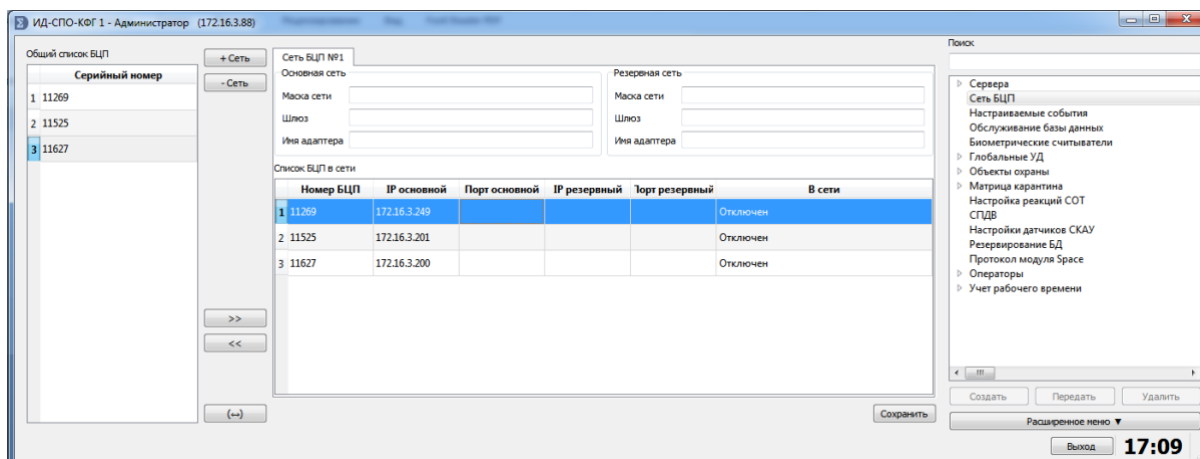 ИД-СПО-КФГ 1 - Администратор (172.16.3.88)
Общий список БЦП
Серийный номер
1 11269
2 11525
3 11627
+ Сеть
- Сеть
>>
<<
(↔)
Сеть БЦП №1
Основная сеть
Маска сети
Шлюз
Имя адаптера
Резервная сеть
Маска сети
Шлюз
Имя адаптера
Список БЦП в сети
Номер БЦП IP основной Порт основной IP резервный Порт резервный В сети
1 11269 172.16.3.249 Отключен
2 11525 172.16.3.201 Отключен
3 11627 172.16.3.200 Отключен
Сохранить
Поиск
Сервера
Сеть БЦП
Настраиваемые события
Обслуживание базы данных
Биометрические считыватели
Глобальные УД
Объекты охраны
Матрица карантина
Настройка реакций СОТ
СПДВ
Настройки датчиков СКАУ
Резервирование БД
Протокол модуля Space
Операторы
Учет рабочего времени
Создать Передать Удалить
Расширенное меню ▼
Выход 17:09